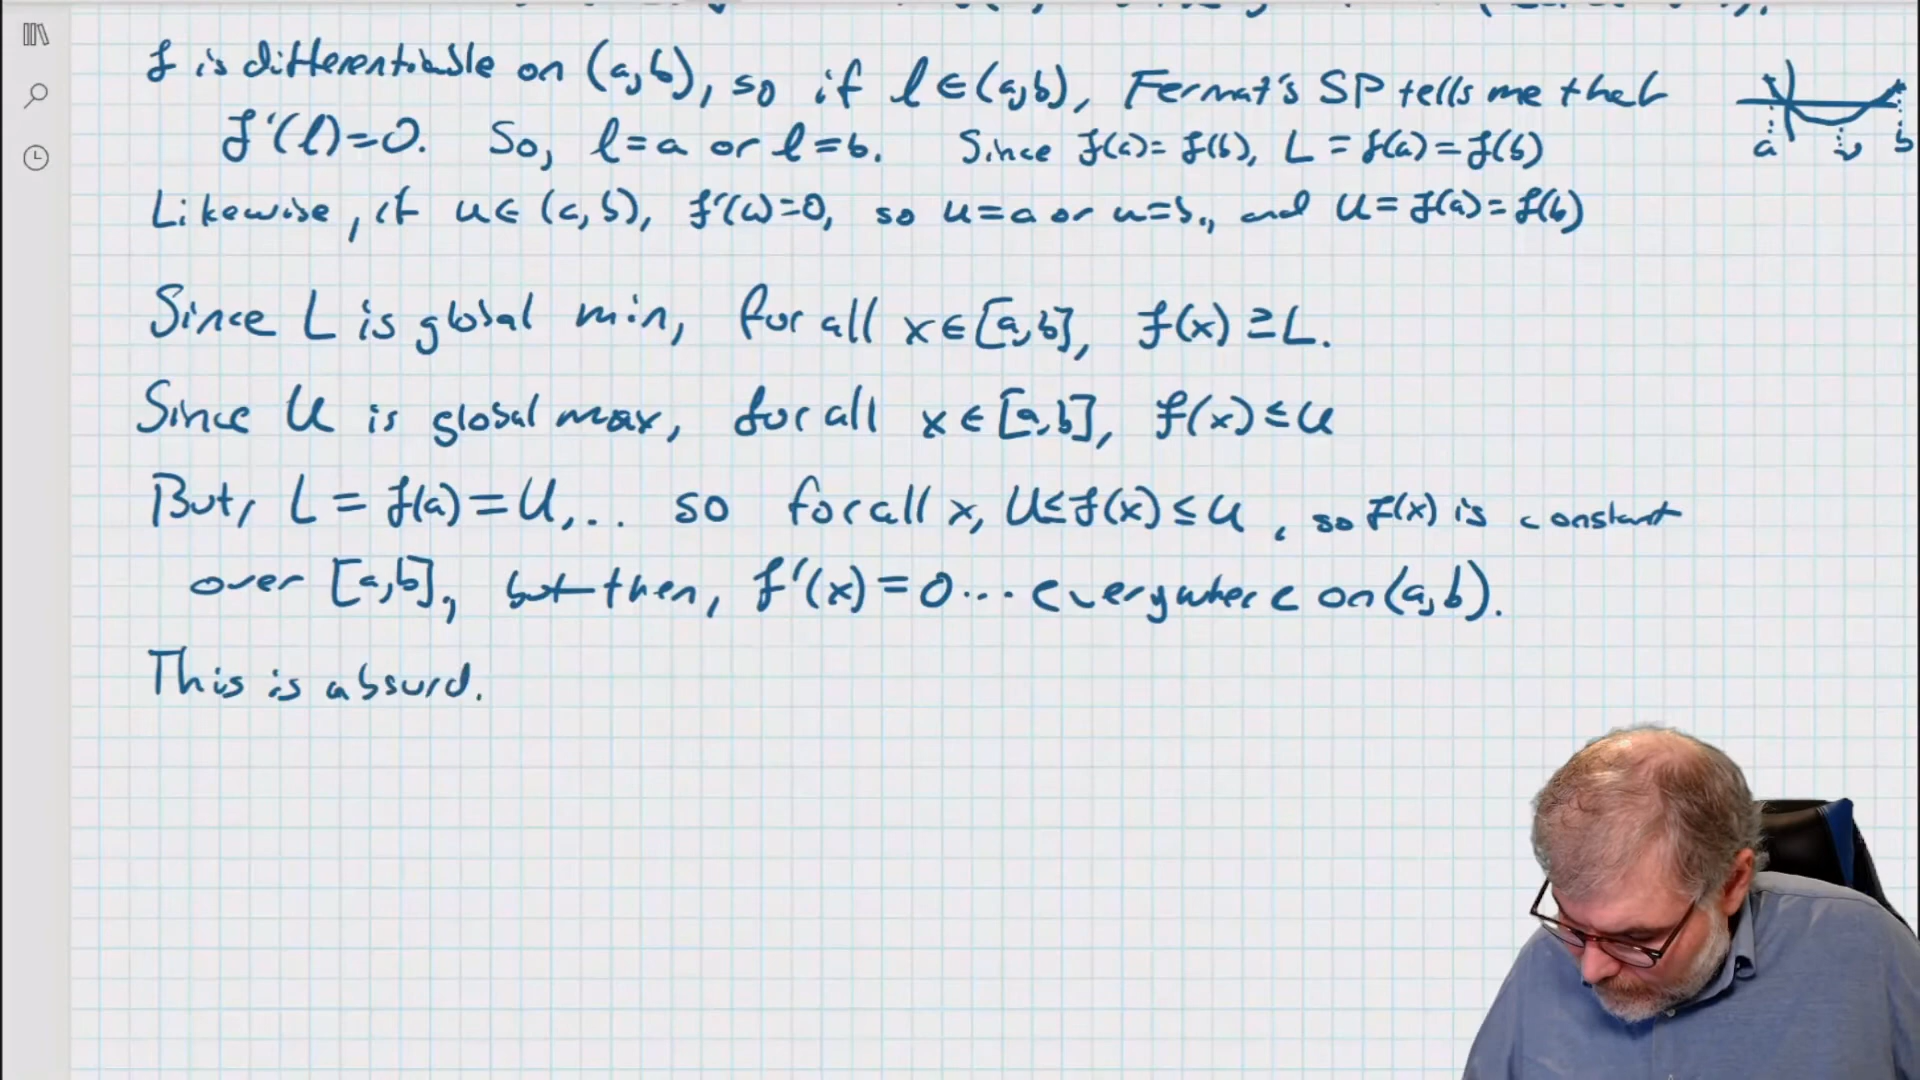 f is differentiable on (a,b), so if l∈(a,b), Fermat's SP tells me that
f'(l)=0. So, l=a or l=b. Since f(a)=f(b), L = f(a)=f(b)
a b
Likewise, if u∈(a,b), f'(u)=0, so u=a or u=b., and U=f(a)=f(b)
Since L is global min, for all x∈[a,b], f(x) ≥L.
Since U is global max, for all x∈[a,b], f(x)≤U
But, L = f(a)=U,... so for all x, U≤f(x)≤U, so f(x) is constant
over [a,b], but then, f'(x)=0... everywhere on(a,b).
This is absurd.